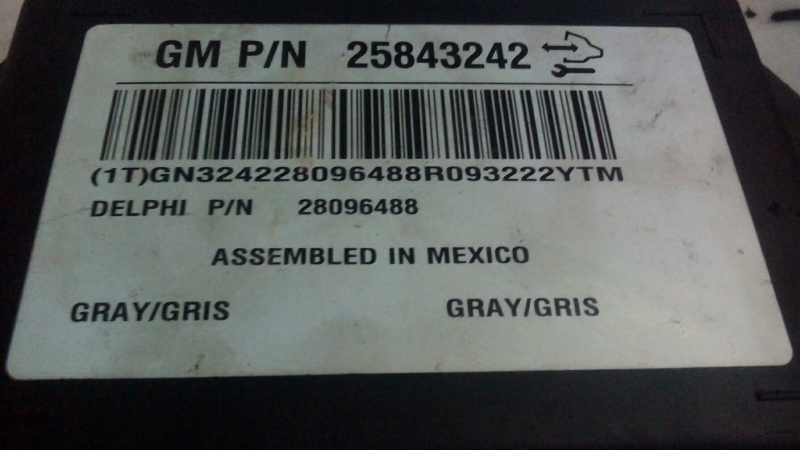 GM P/N 25843242
(1T)GN324228096488R093222YTM
DELPHI P/N 28096488
ASSEMBLED IN MEXICO
GRAY/GRIS GRAY/GRIS